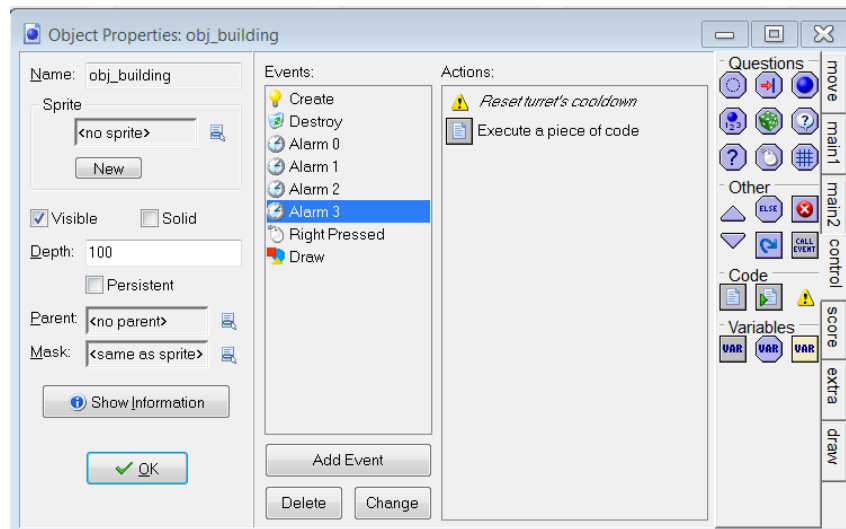 Object Properties: obj_building
Name: obj_building
Sprite
<no sprite>
New
Visible
Solid
Depth: 100
Persistent
Parent: <no parent>
Mask: <same as sprite>
Show Information
OK
Events:
Create
Destroy
Alarm 0
Alarm 1
Alarm 2
Alarm 3
Right Pressed
Draw
Add Event
Delete
Change
Actions:
Reset turret's cooldown
Execute a piece of code
Questions
123
?
Other
ELSE
CALL
EVENT
Code
Variables
VAR
VAR
VAR
move
main1
main2
control
score
extra
draw